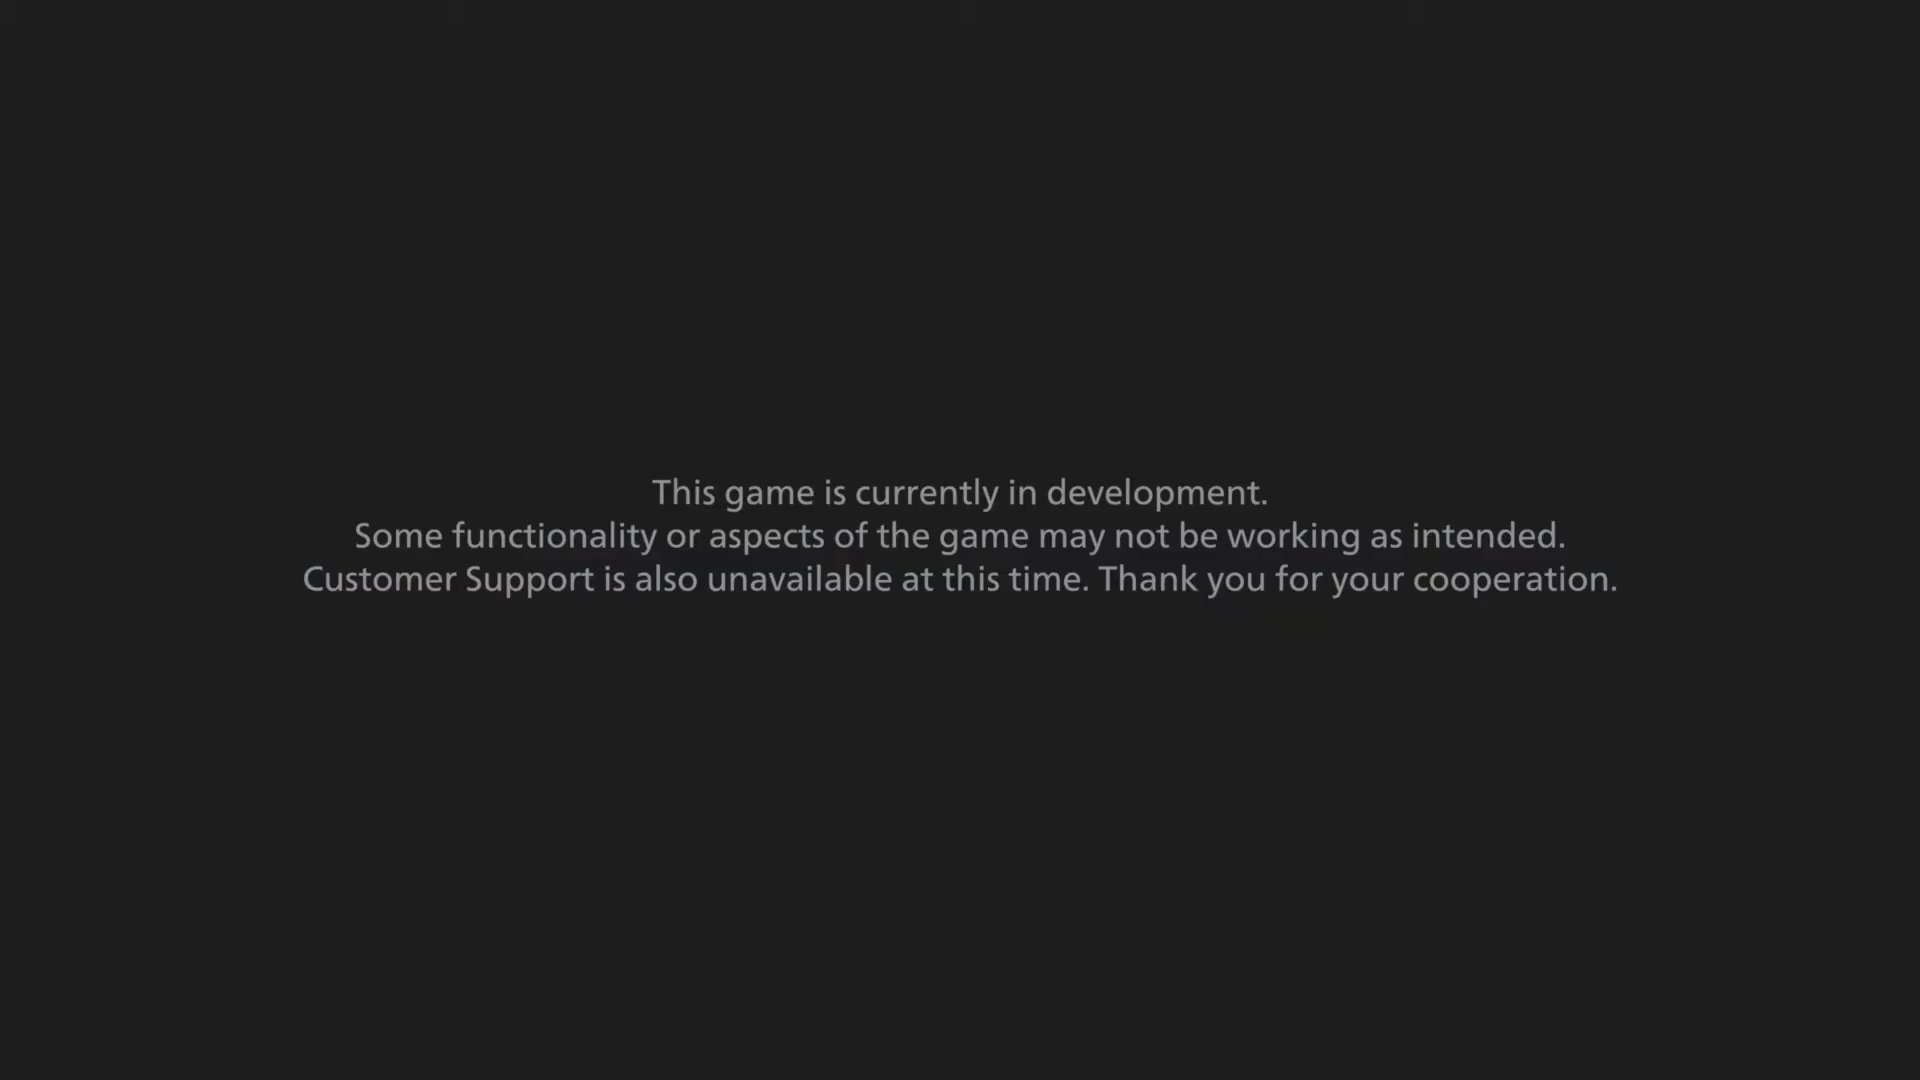 This game is currently in development.
Some functionality or aspects of the game may not be working as intended.
Customer Support is also unavailable at this time. Thank you for your cooperation.